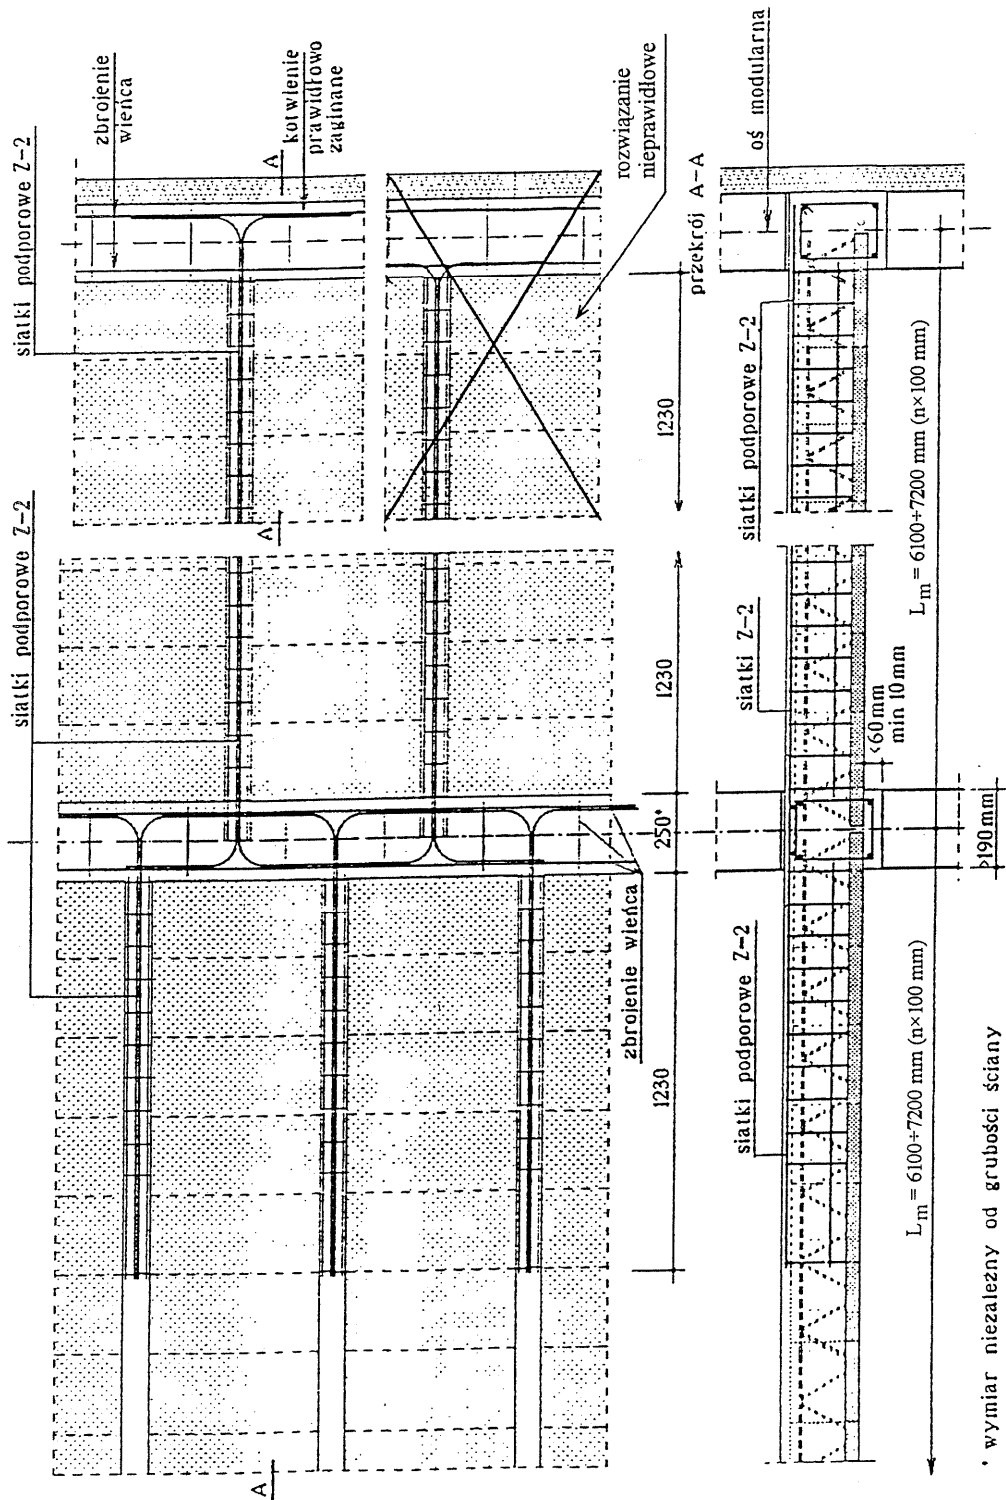 siatki podporowe Z-2
siatki podporowe Z-2
zbrojenie
wieńca
kotwienie
prawidłowo
zaginane
A
A
A
rozwiązanie
nieprawidłowe
zbrojenie wieńca
1230
250*
1230
1230
przekrój A-A
oś modularna
siatki podporowe Z-2
siatki Z-2
siatki podporowe Z-2
<60mm
min 10mm
>190mm
Lm = 6100÷7200 mm (n×100 mm)
Lm = 6100÷7200 mm (n×100 mm)
* wymiar niezależny od grubości ściany